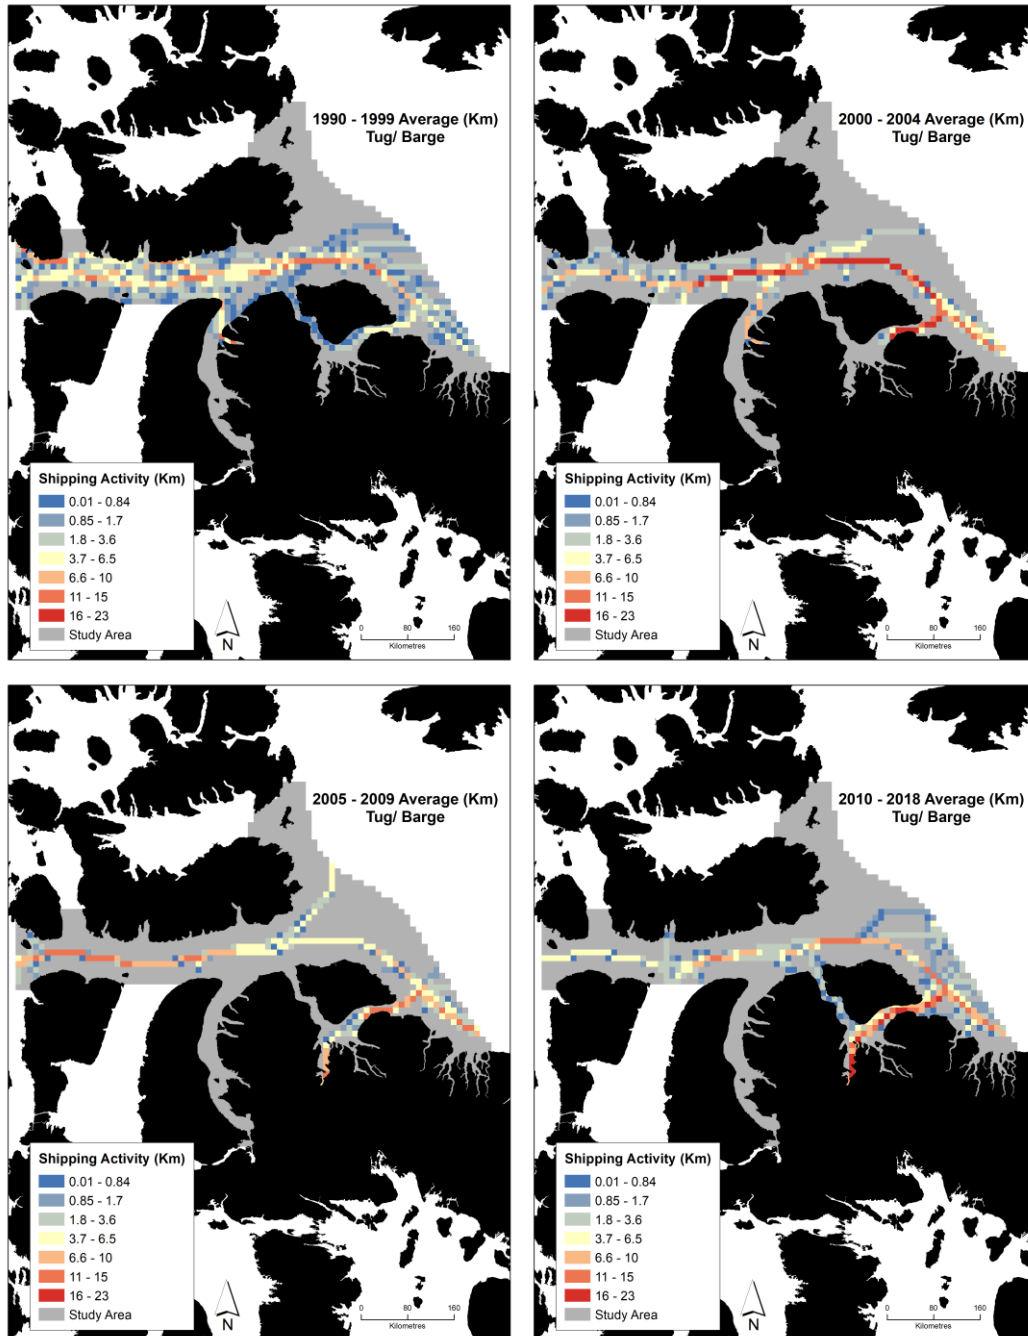 1990 - 1999 Average (Km)
Tug/ Barge
Shipping Activity (Km)
0.01 - 0.84
0.85 - 1.7
1.8 - 3.6
3.7 - 6.5
6.6 - 10
11 - 15
16 - 23
Study Area
N
0 80 160
Kilometres
2000 - 2004 Average (Km)
Tug/ Barge
Shipping Activity (Km)
0.01 - 0.84
0.85 - 1.7
1.8 - 3.6
3.7 - 6.5
6.6 - 10
11 - 15
16 - 23
Study Area
N
0 80 160
Kilometres
2005 - 2009 Average (Km)
Tug/ Barge
Shipping Activity (Km)
0.01 - 0.84
0.85 - 1.7
1.8 - 3.6
3.7 - 6.5
6.6 - 10
11 - 15
16 - 23
Study Area
N
0 80 160
Kilometres
2010 - 2018 Average (Km)
Tug/ Barge
Shipping Activity (Km)
0.01 - 0.84
0.85 - 1.7
1.8 - 3.6
3.7 - 6.5
6.6 - 10
11 - 15
16 - 23
Study Area
N
0 80 160
Kilometres